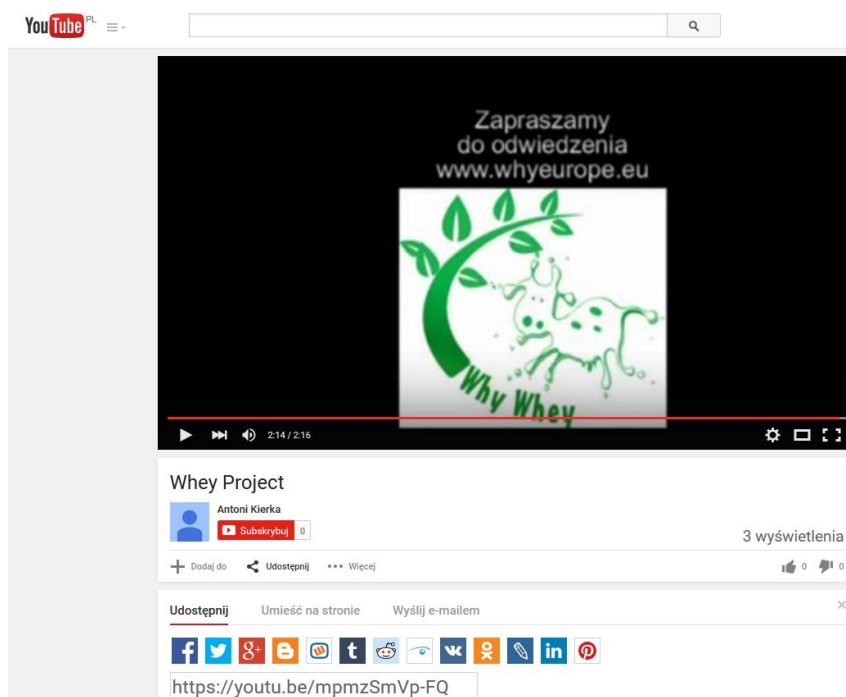 YouTube PL
Zapraszamy
do odwiedzenia
www.whyeurope.eu
Why Whey
2:14 / 2:16
Whey Project
Antoni Kierka
Subskrybuj 0
3 wyświetlenia
Dodaj do Udostępnij Więcej
0 0
Udostępnij Umieść na stronie Wyślij e-mailem
https://youtu.be/mpmzSmVp-FQ